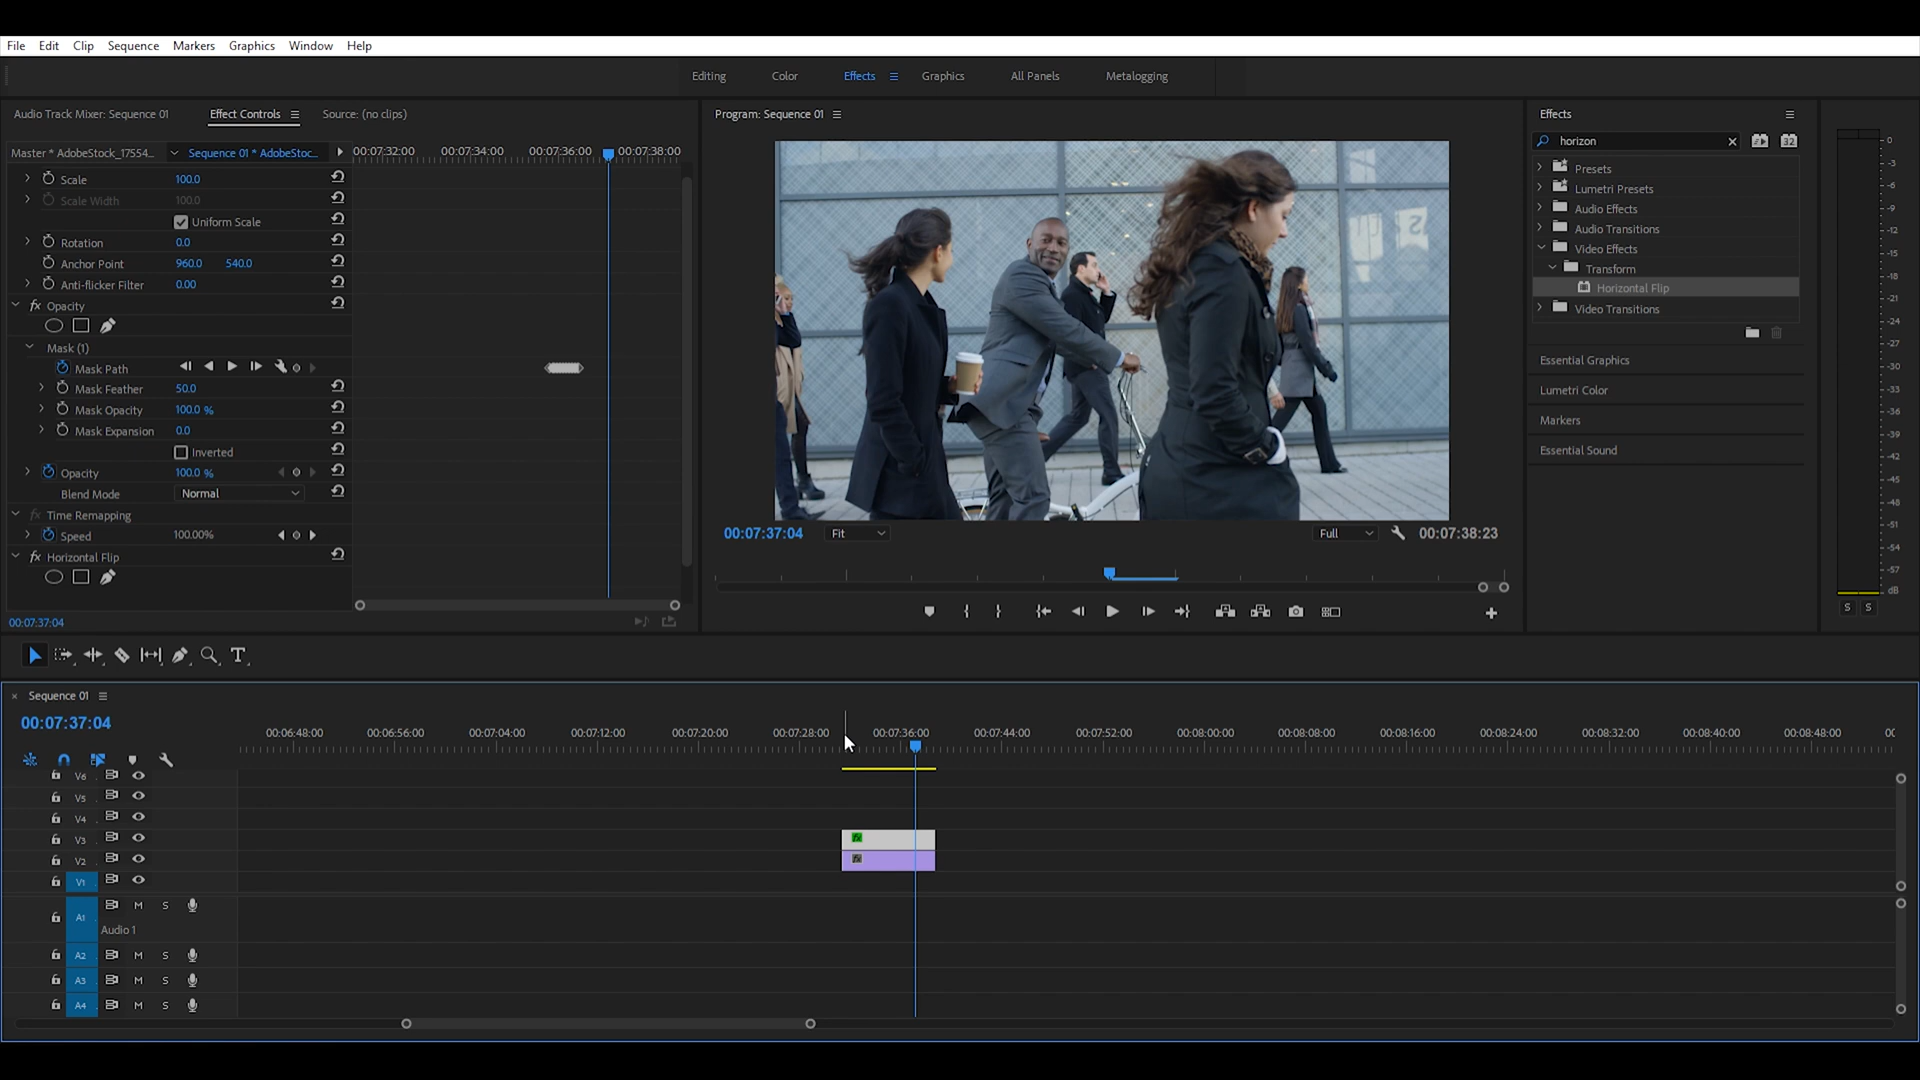 File Edit Clip Sequence Markers Graphics Window Help
Editing Color Effects Graphics All Panels Metalogging
Audio Track Mixer: Sequence 01 Effect Controls Source: (no clips)
Master * AdobeStock_17554... Sequence 01 * AdobeStoc...
00:07:32:00 00:07:34:00 00:07:36:00 00:07:38:00
Scale 100.0
Scale Width 100.0
Uniform Scale
Rotation 0.0
Anchor Point 960.0 540.0
Anti-flicker Filter 0.00
fx Opacity
Mask (1)
Mask Path
Mask Feather 50.0
Mask Opacity 100.0 %
Mask Expansion 0.0
Inverted
Opacity 100.0 %
Blend Mode Normal
fx Time Remapping
Speed 100.00%
fx Horizontal Flip
00:07:37:04
Program: Sequence 01
00:07:37:04 Fit Full 00:07:38:23
Effects
horizon
32
Presets
Lumetri Presets
Audio Effects
Audio Transitions
Video Effects
Transform
Horizontal Flip
Video Transitions
Essential Graphics
Lumetri Color
Markers
Essential Sound
0
-3
-6
-9
-12
-15
-18
-21
-24
-27
-30
-33
-36
-39
-42
-45
-48
-51
-54
-57
dB
S S
T
Sequence 01
00:07:37:04
00:06:48:00 00:06:56:00 00:07:04:00 00:07:12:00 00:07:20:00 00:07:28:00 00:07:36:00 00:07:44:00 00:07:52:00 00:08:00:00 00:08:08:00 00:08:16:00 00:08:24:00 00:08:32:00 00:08:40:00 00:08:48:00 00
V6
V5
V4
V3 fx
V2 fx
V1
A1 M S
Audio 1
A2 M S
A3 M S
A4 M S